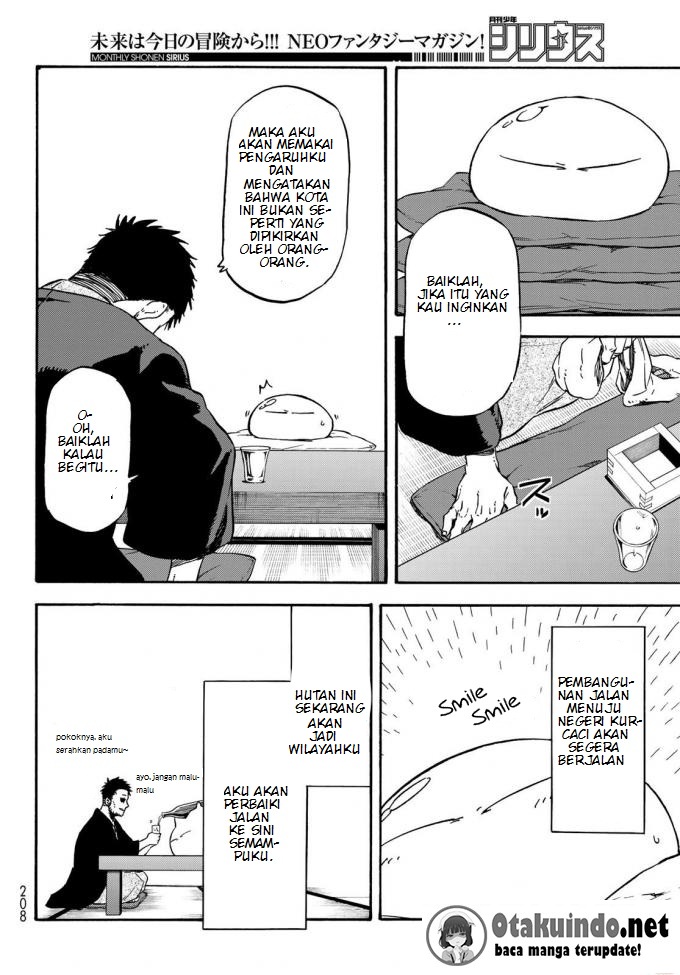 未来は今日の冒険から!!! NEOファンタジーマガジン!
月刊少年
シリウス
MONTHLY SHONEN SIRIUS
BAIKLAH,
JIKA ITU YANG
KAU INGINKAN
...
スッ
MAKA AKU
AKAN MEMAKAI
PENGARUHKU
DAN
MENGATAKAN
BAHWA KOTA
INI BUKAN SE-
PERTI YANG
DIPIKIRKAN
OLEH ORANG-
ORANG.
O-
OH,
BAIKLAH
KALAU
BEGITU...
PEMBANGU-
NAN JALAN
MENUJU
NEGERI KUR-
CACI AKAN
SEGERA
BERJALAN
Smile
Smile
HUTAN INI
SEKARANG
AKAN
JADI
WILAYAHKU
AKU AKAN
PERBAIKI
JALAN
KE SINI
SEMAM-
PUKU.
pokoknya, aku
serahkan padamu~
ayo, jangan malu-
malu
208
Otakuindo.net
baca manga terupdate!